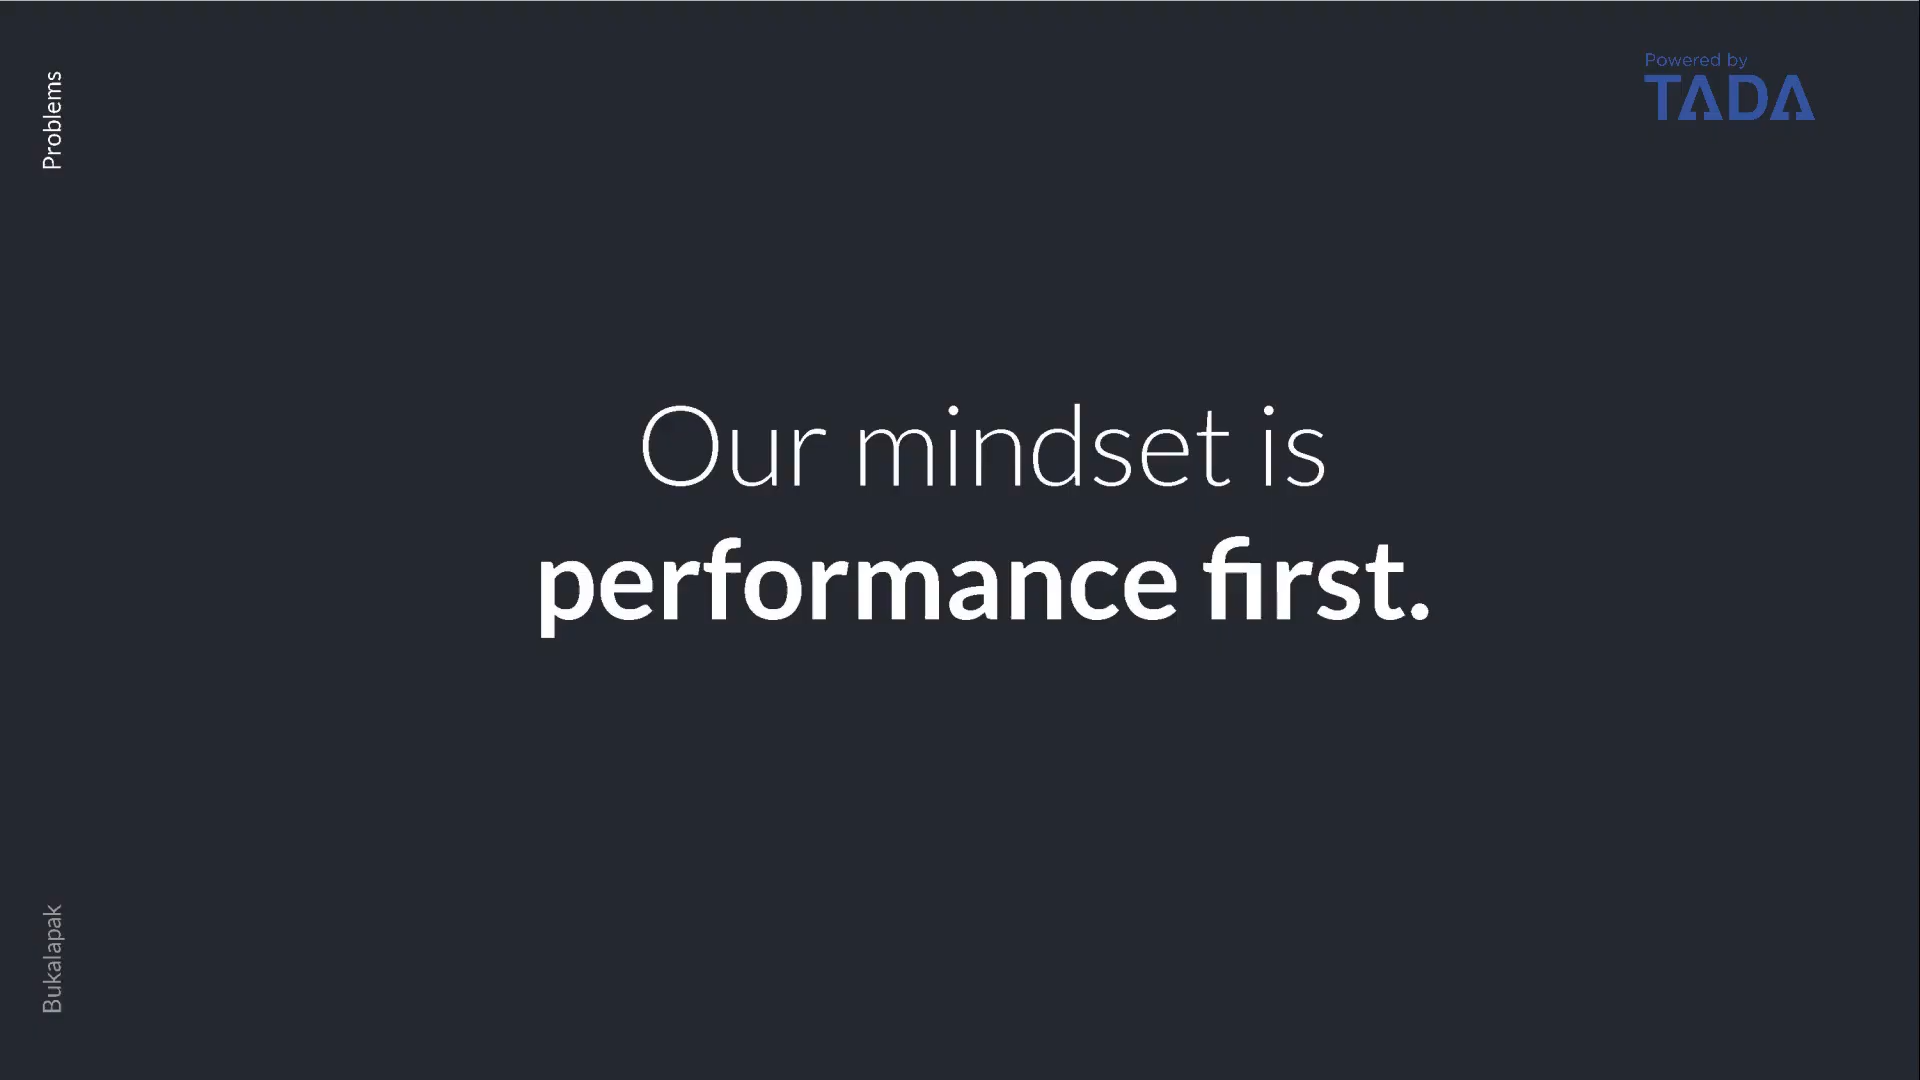 Problems
Powered by
TADA
Our mindset is
performance first.
Bukalapak